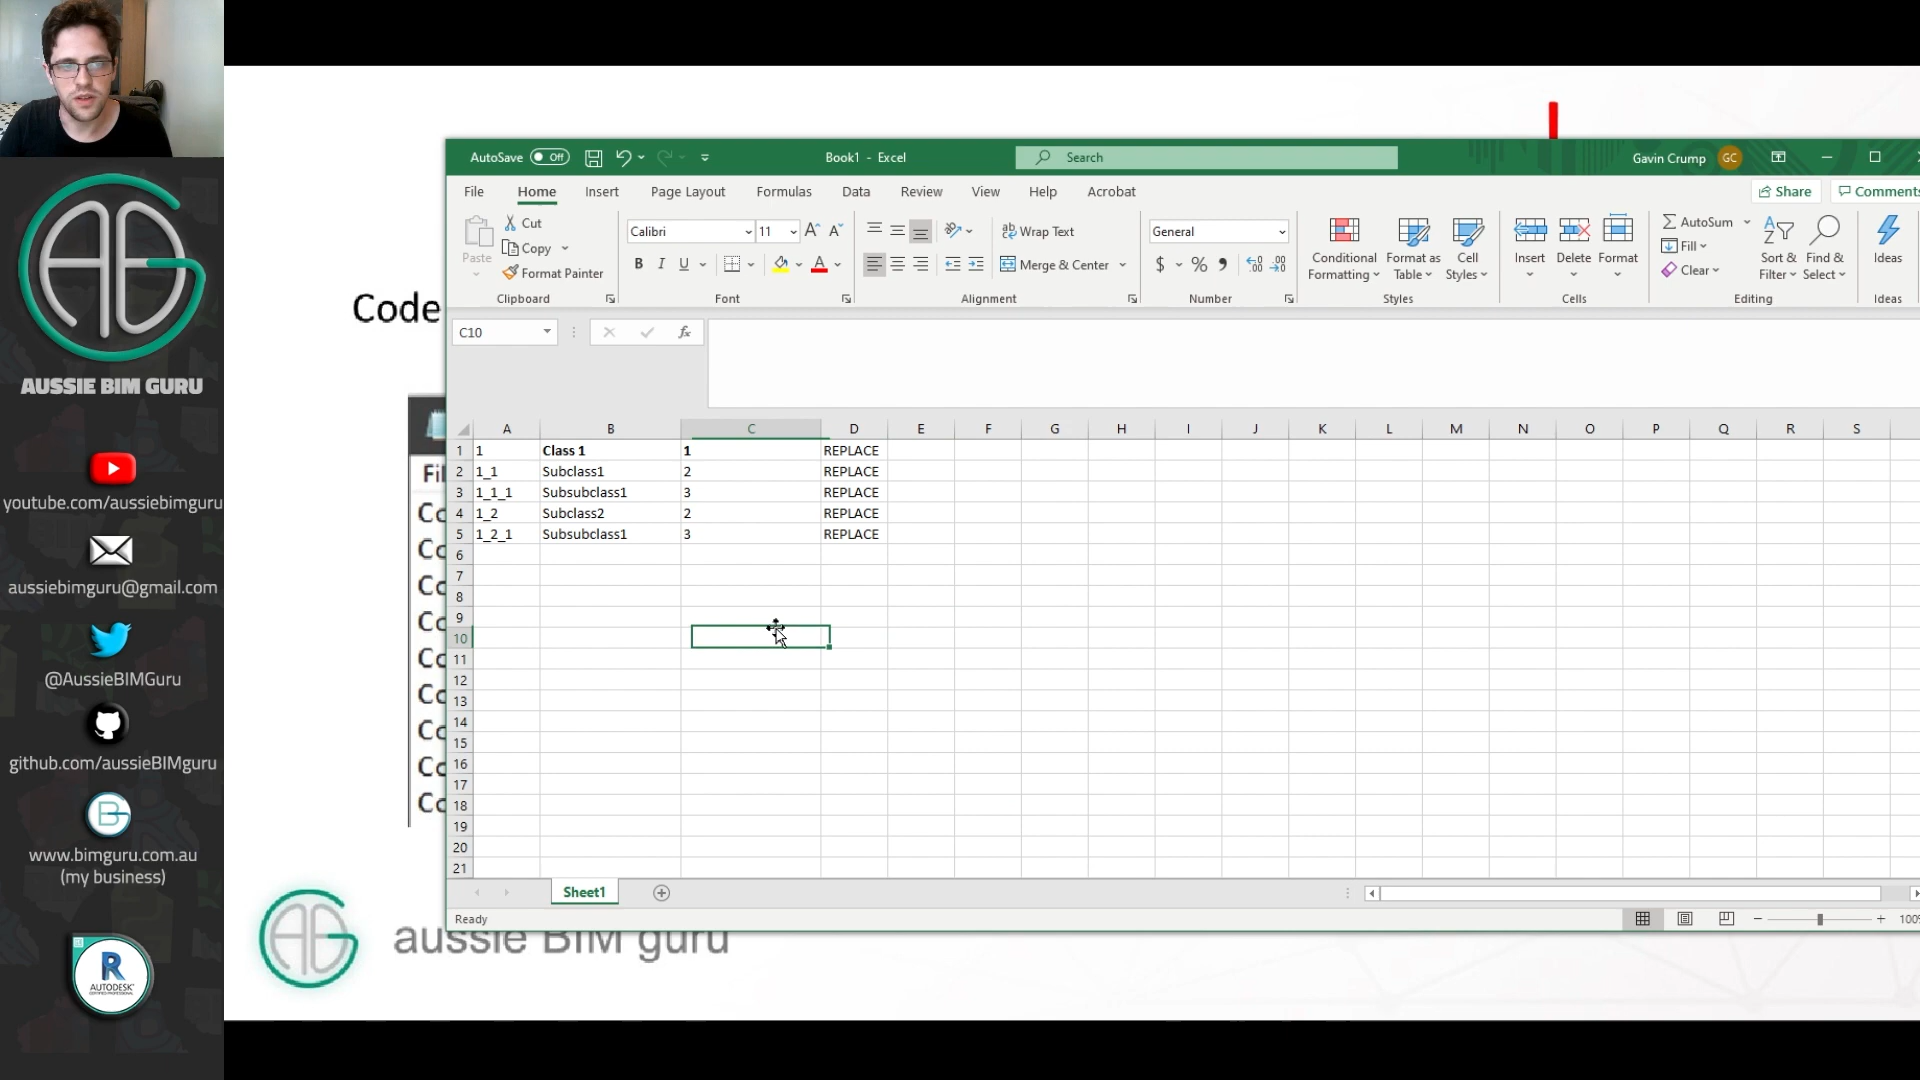 AutoSave Off Book1 - Excel Search Gavin Crump GC
File Home Insert Page Layout Formulas Data Review View Help Acrobat Share Comments
Paste Cut Copy Format Painter Clipboard
Calibri 11 B I U Font
Wrap Text Merge & Center Alignment
General $ % Number
Conditional Formatting Format as Table Cell Styles Styles
Insert Delete Format Cells
AutoSum Fill Clear Sort & Filter Find & Select Editing
Ideas Ideas
Code
C10 fx
A B C D E F G H I J K L M N O P Q R S
1 1 Class 1 1 REPLACE
2 1_1 Subclass1 2 REPLACE
3 1_1_1 Subsubclass1 3 REPLACE
4 1_2 Subclass2 2 REPLACE
5 1_2_1 Subsubclass1 3 REPLACE
6
7
8
9
10
11
12
13
14
15
16
17
18
19
20
21
Sheet1
Ready 100%
aussie BIM guru
AUSSIE BIM GURU
youtube.com/aussiebimguru
aussiebimguru@gmail.com
@AussieBIMGuru
github.com/aussieBIMguru
www.bimguru.com.au
(my business)
R
AUTODESK